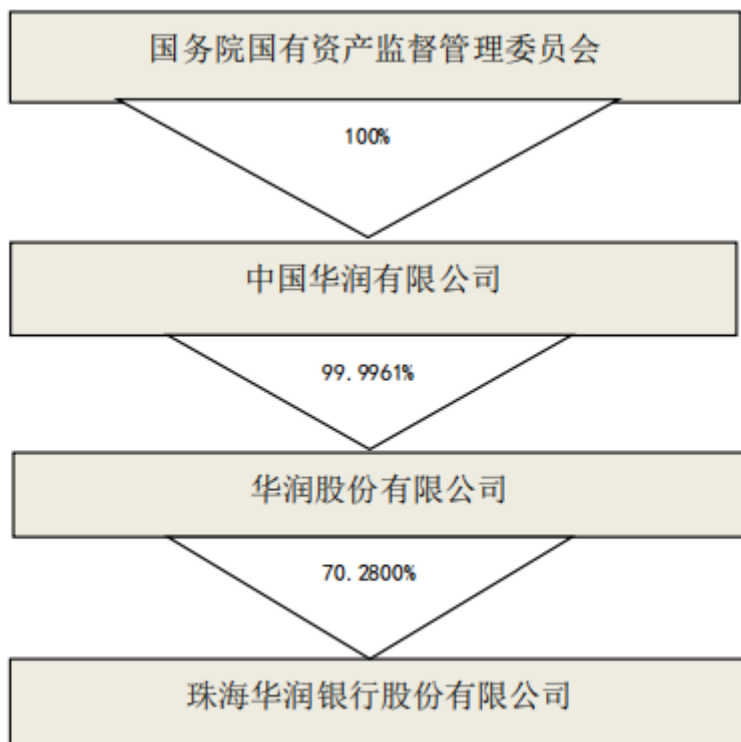 国务院国有资产监督管理委员会
100%
中国华润有限公司
99.9961%
华润股份有限公司
70.2800%
珠海华润银行股份有限公司